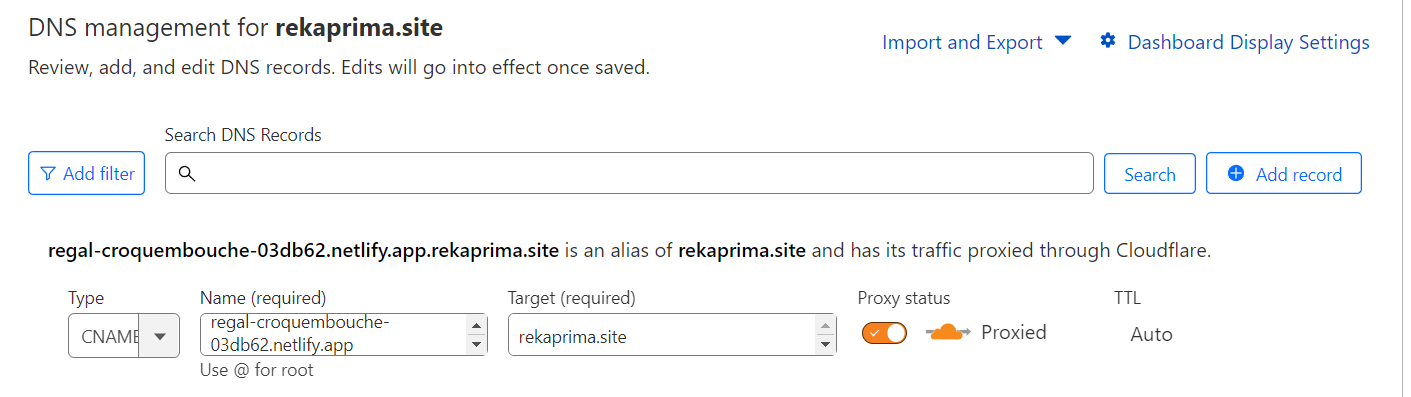 DNS management for rekaprima.site
Import and Export
Dashboard Display Settings
Review, add, and edit DNS records. Edits will go into effect once saved.
Search DNS Records
Add filter
Search
Add record
regal-croquembouche-03db62.netlify.app.rekaprima.site is an alias of rekaprima.site and has its traffic proxied through Cloudflare.
Type
Name (required)
Target (required)
Proxy status
TTL
CNAME
regal-croquembouche-
03db62.netlify.app
rekaprima.site
Proxied
Auto
Use @ for root